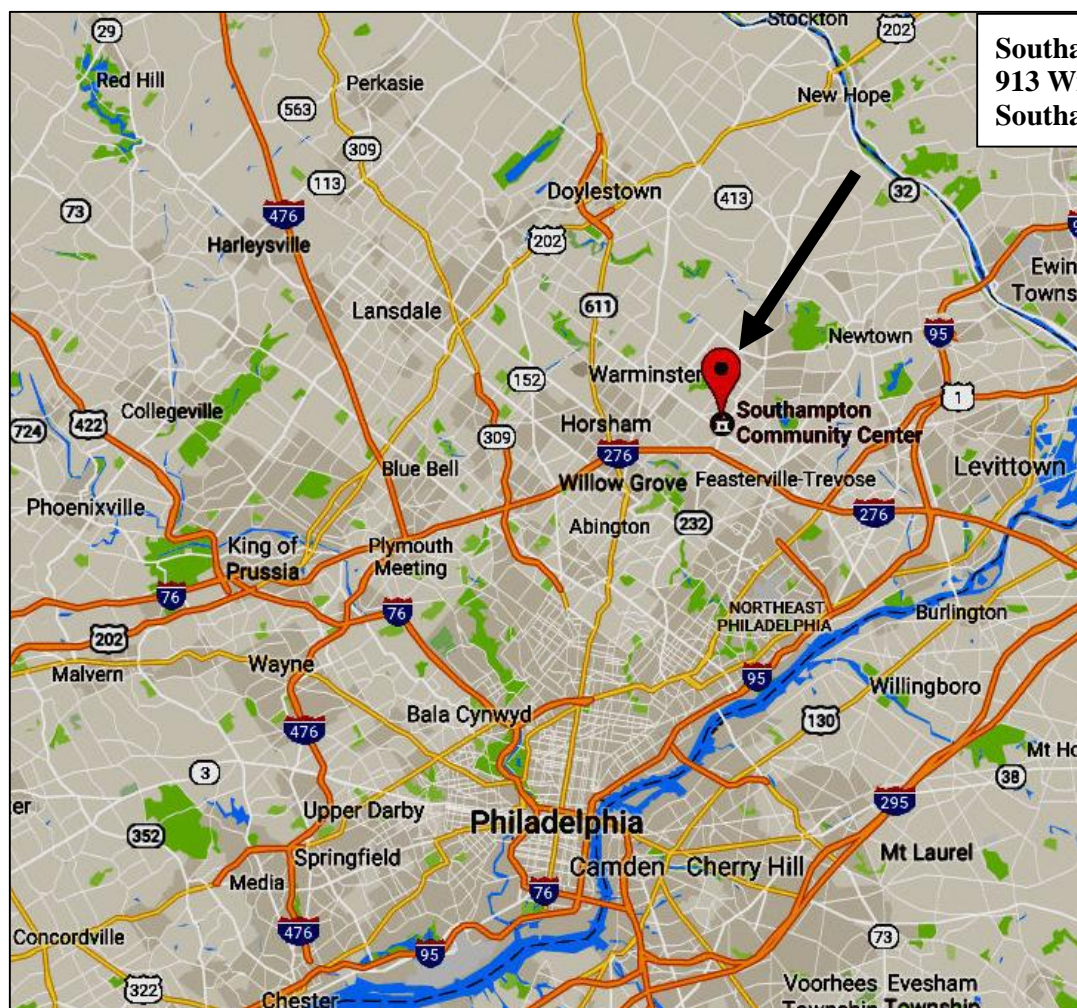 Stockton
29
202
Southa
913 W
Southa
Red Hill
Perkasie
New Hope
563
309
113
Doylestown
413
32
73
476
Harleysville
202
Ewin
Towns
Lansdale
611
Newtown
95
Warminster
152
1
Collegeville
422
724
309
Horsham
Southampton
Community Center
276
Blue Bell
Willow Grove
Feasterville-Trevose
Levittown
Phoenixville
Abington
232
276
King of
Prussia
Plymouth
Meeting
76
76
NORTHEAST
PHILADELPHIA
Burlington
202
Malvern
Wayne
95
Willingboro
Bala Cynwyd
130
476
Mt Ho
3
38
er
Upper Darby
295
352
Philadelphia
Springfield
Camden
Cherry Hill
Mt Laurel
Media
76
Concordville
476
95
73
322
Chester
Voorhees
Township
Evesham
Township